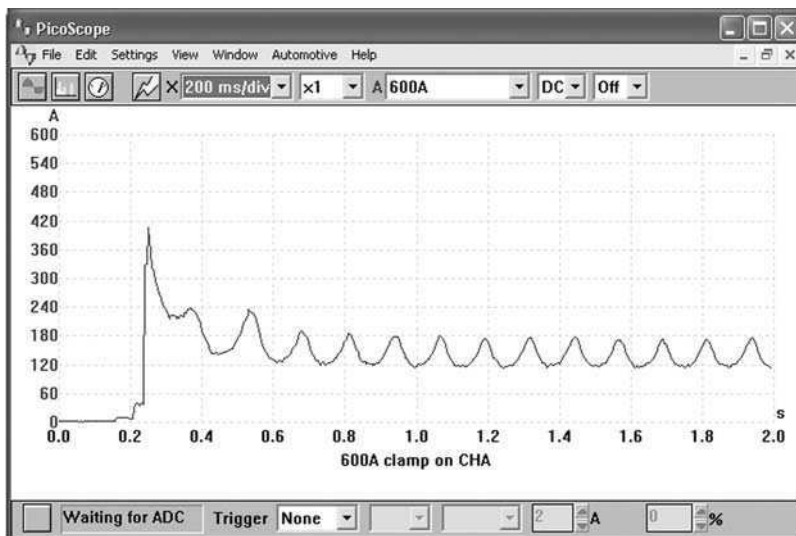 PicoScope
File Edit Settings View Window Automotive Help
X 200 ms/div x1 A 600A DC Off
A
600
540
480
420
360
300
240
180
120
60
0
s
0.0 0.2 0.4 0.6 0.8 1.0 1.2 1.4 1.6 1.8 2.0
600A clamp on CHA
Waiting for ADC Trigger None 2 A 0 %